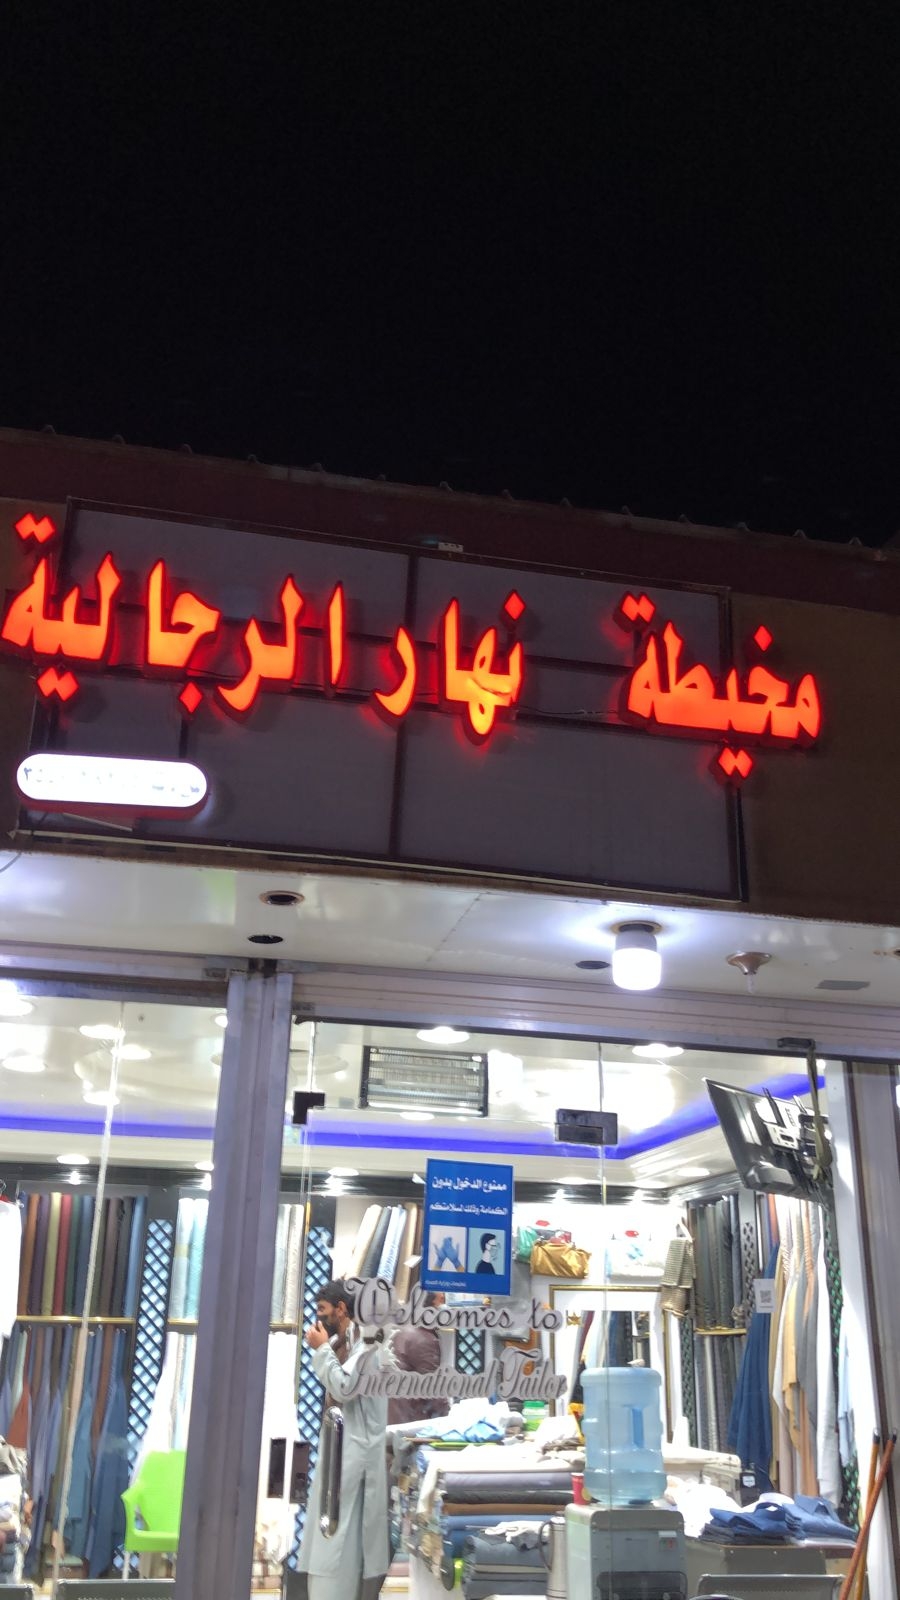 مخيطة نهار الرجالية
ممنوع الدخول بدون
الكمامة وذلك لسلامتكم
Welcomes to
International Tailor